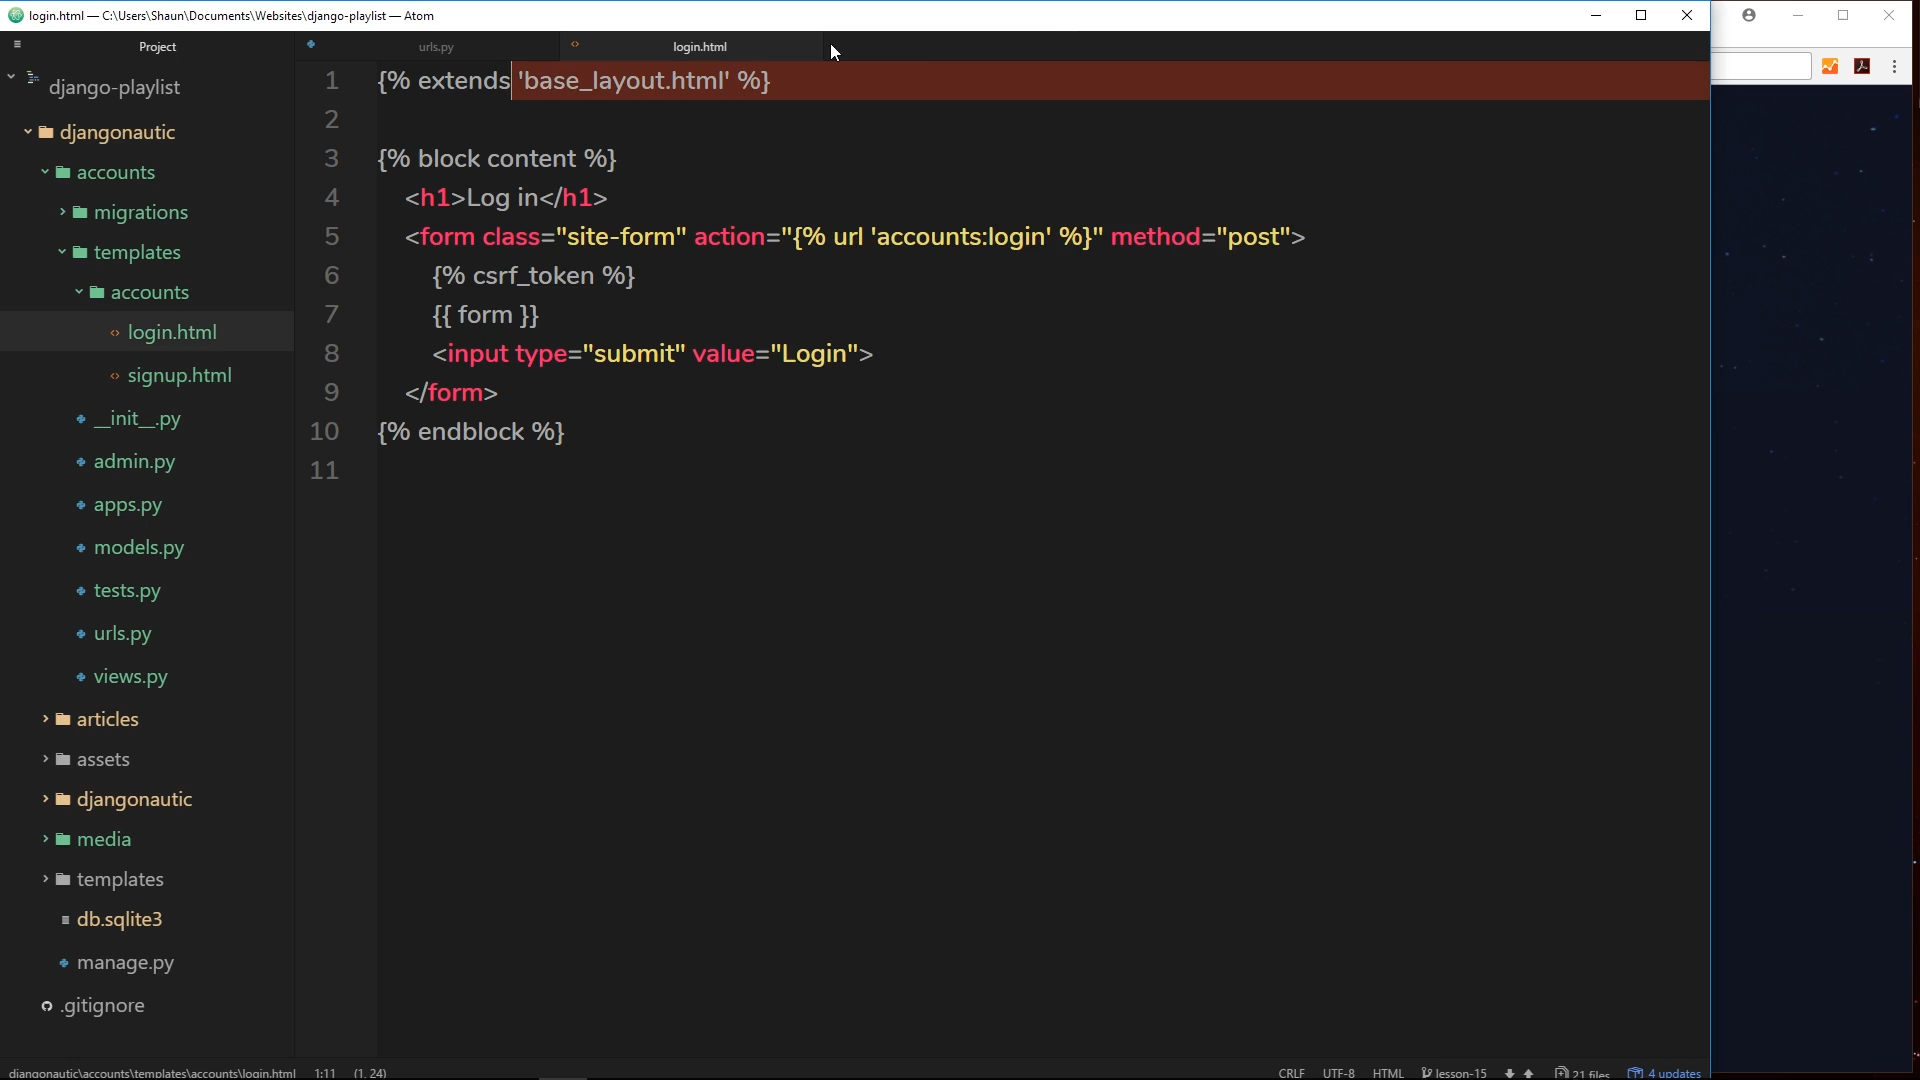 login.html — C:\Users\Shaun\Documents\Websites\django-playlist — Atom
Project
urls.py
login.html
django-playlist
djangonautic
accounts
migrations
templates
accounts
login.html
signup.html
__init__.py
admin.py
apps.py
models.py
tests.py
urls.py
views.py
articles
assets
djangonautic
media
templates
db.sqlite3
manage.py
.gitignore
1 {% extends 'base_layout.html' %}
2
3 {% block content %}
4 <h1>Log in</h1>
5 <form class="site-form" action="{% url 'accounts:login' %}" method="post">
6 {% csrf_token %}
7 {{ form }}
8 <input type="submit" value="Login">
9 </form>
10 {% endblock %}
11
djangonautic\accounts\templates\accounts\login.html 1:11 (1, 24)
CRLF UTF-8 HTML lesson-15 21 files 4 updates